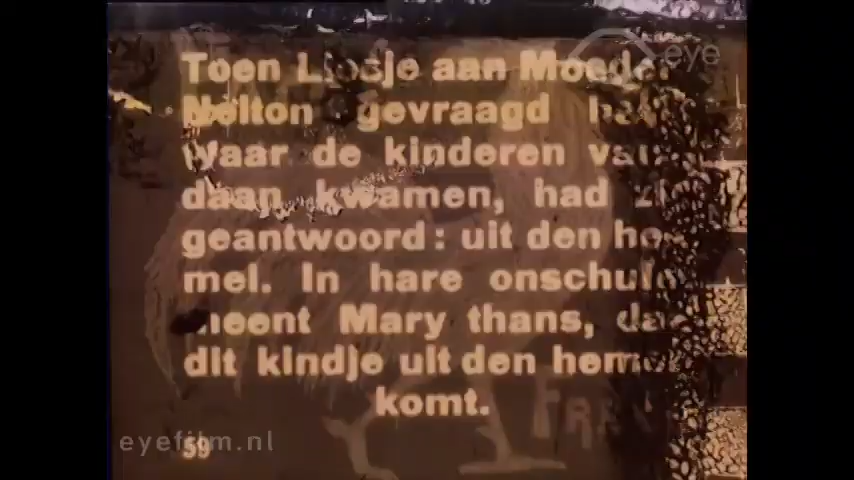 eye
Toen Liesje aan Moeder
Nelton gevraagd
waar de kinderen van
daan kwamen, had
geantwoord: uit den he
mel. In hare onschuld
meent Mary thans, dat
dit kindje uit den hemel
komt.
FRAN
eyefilm.nl
59